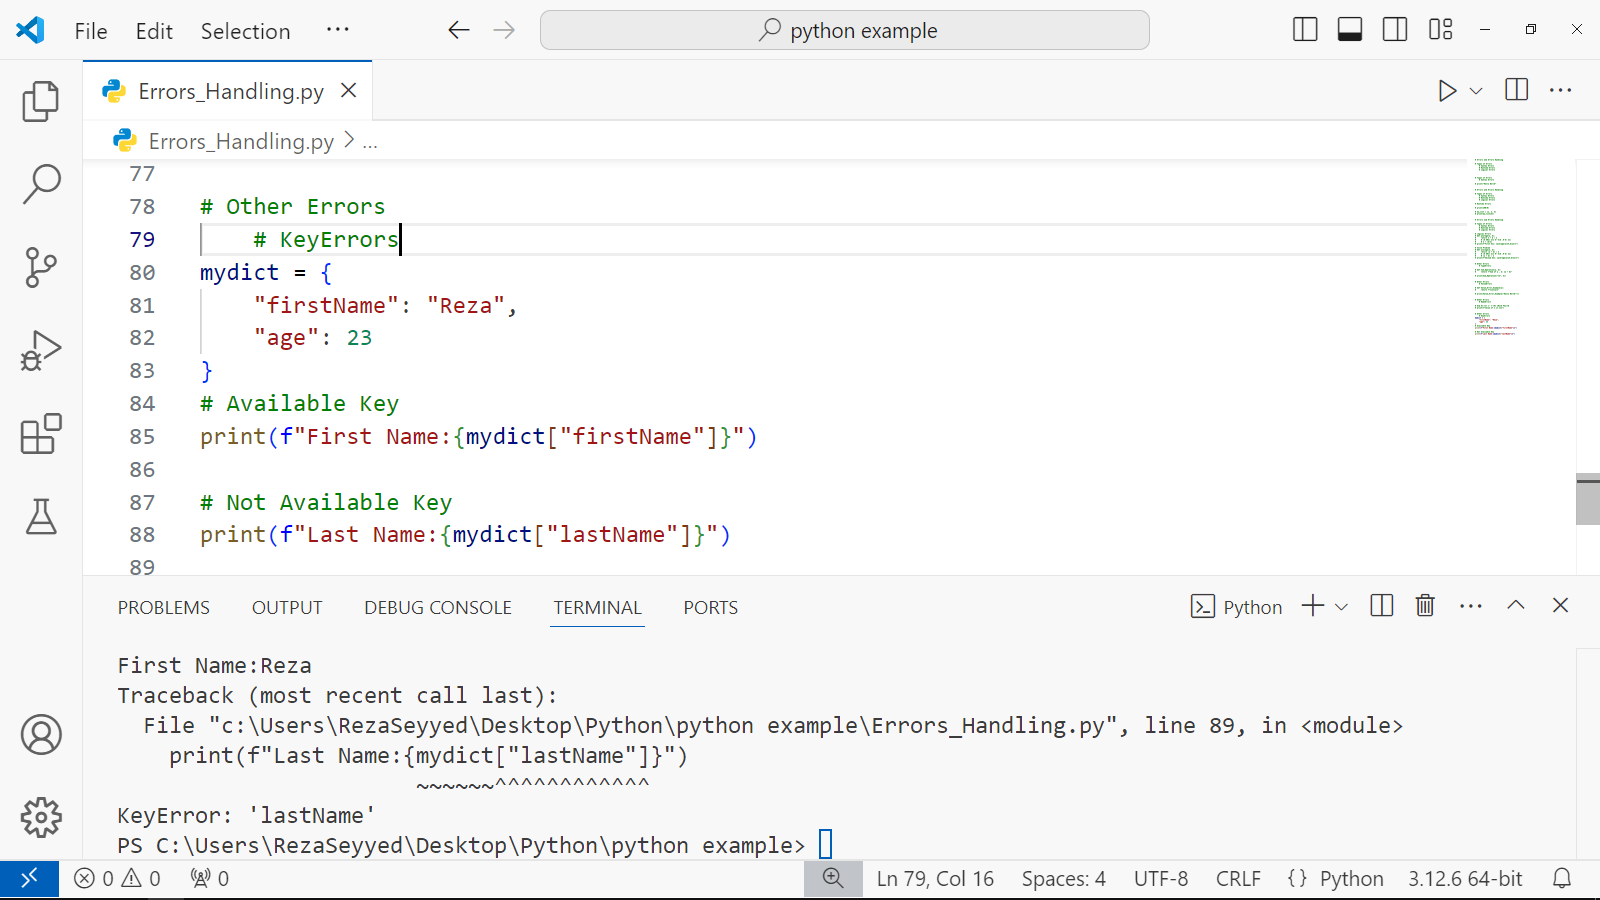 File Edit Selection ··· python example
Errors_Handling.py
Errors_Handling.py > ...
77
78 # Other Errors
79     # KeyErrors
80 mydict = {
81     "firstName": "Reza",
82     "age": 23
83 }
84 # Available Key
85 print(f"First Name:{mydict["firstName"]}")
86
87 # Not Available Key
88 print(f"Last Name:{mydict["lastName"]}")
89
PROBLEMS OUTPUT DEBUG CONSOLE TERMINAL PORTS Python
First Name:Reza
Traceback (most recent call last):
  File "c:\Users\RezaSeyyed\Desktop\Python\python example\Errors_Handling.py", line 89, in <module>
    print(f"Last Name:{mydict["lastName"]}")
                       ~~~~~~^^^^^^^^^^^^
KeyError: 'lastName'
PS C:\Users\RezaSeyyed\Desktop\Python\python example>
0 0 0 Ln 79, Col 16 Spaces: 4 UTF-8 CRLF {} Python 3.12.6 64-bit